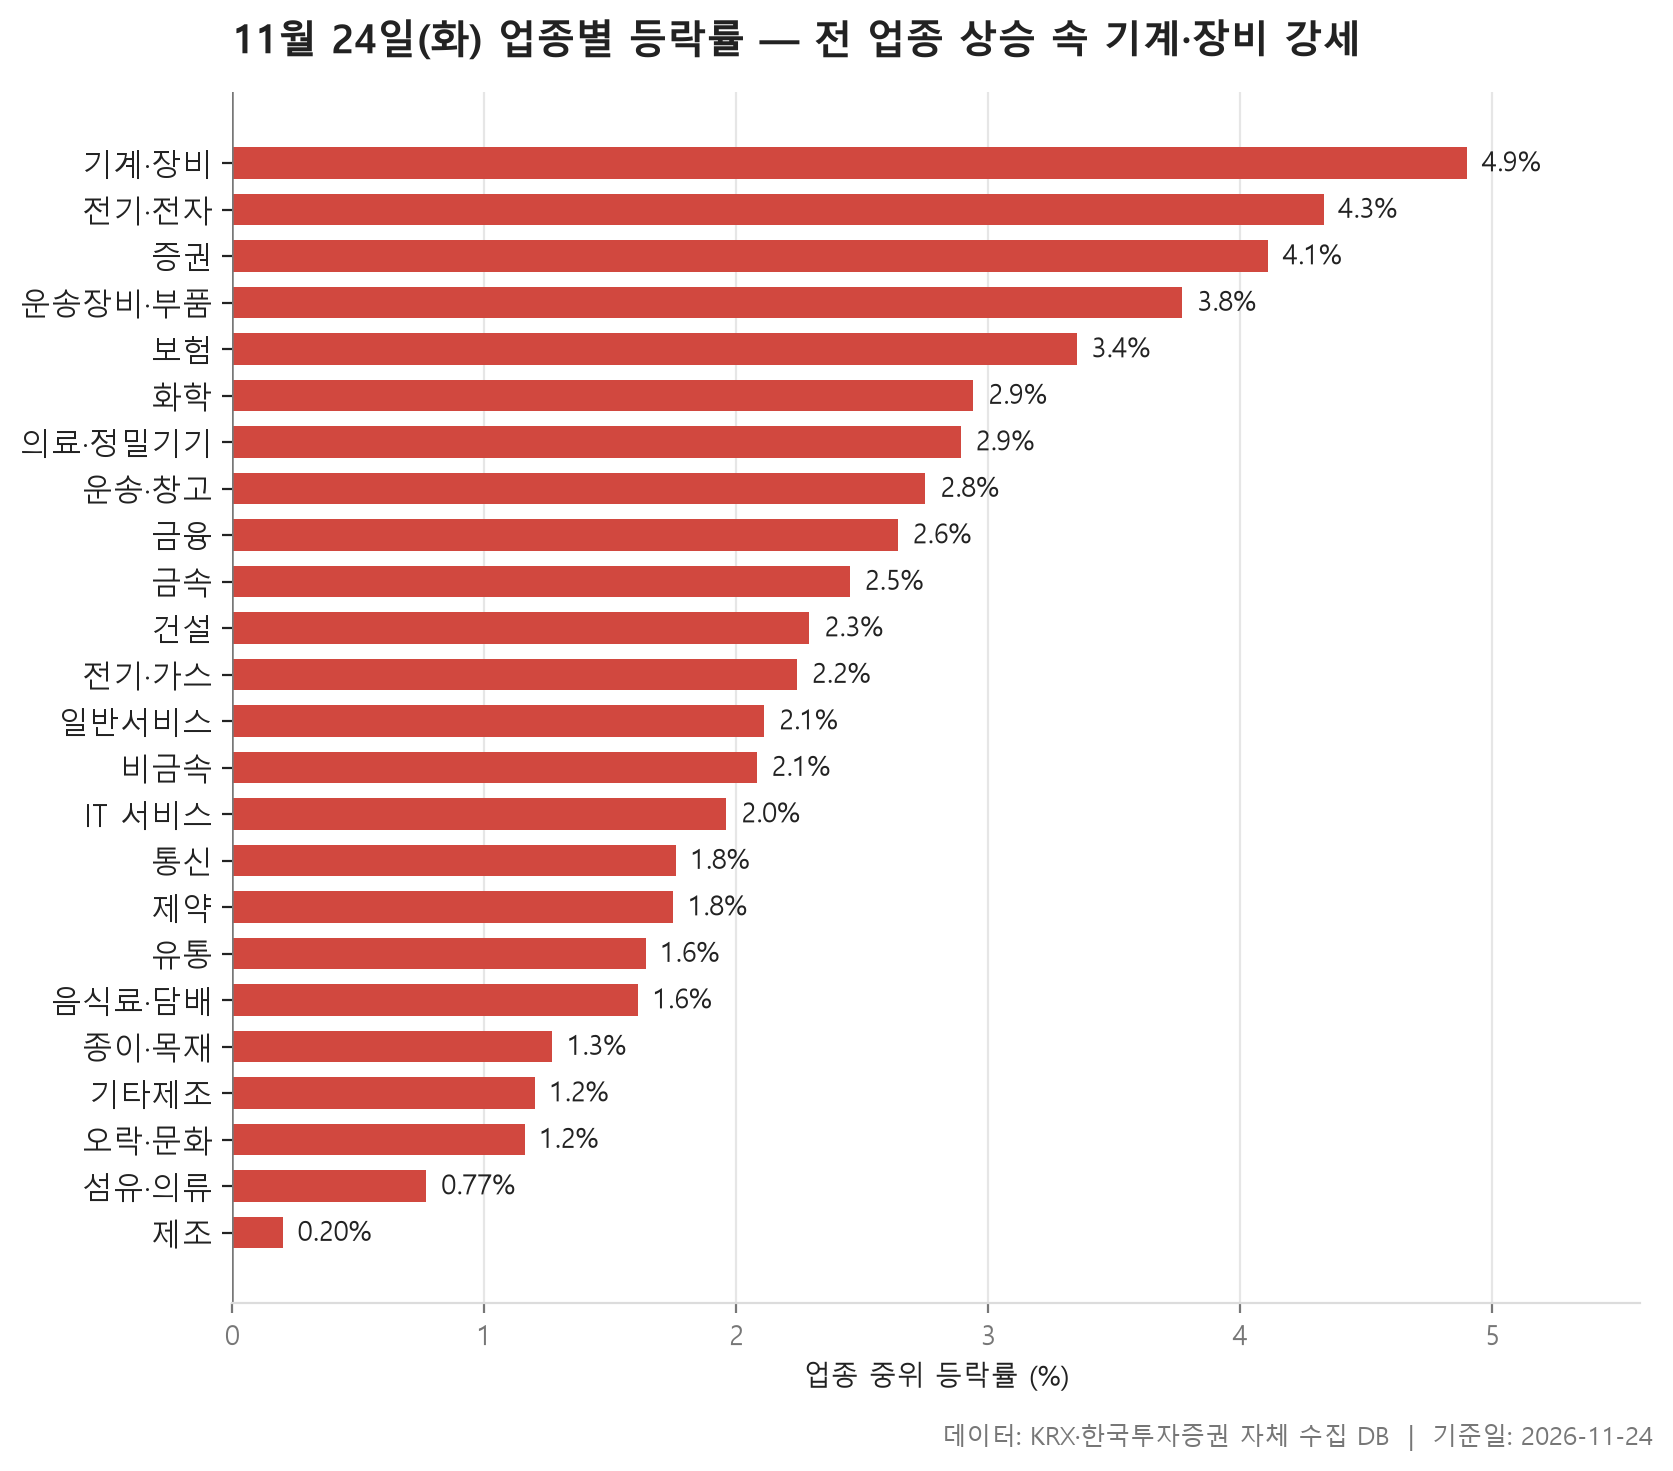 11월 24일(화) 업종별 등락률 — 전 업종 상승 속 기계·장비 강세
기계·장비 4.9%
전기·전자 4.3%
증권 4.1%
운송장비·부품 3.8%
보험 3.4%
화학 2.9%
의료·정밀기기 2.9%
운송·창고 2.8%
금융 2.6%
금속 2.5%
건설 2.3%
전기·가스 2.2%
일반서비스 2.1%
비금속 2.1%
IT 서비스 2.0%
통신 1.8%
제약 1.8%
유통 1.6%
음식료·담배 1.6%
종이·목재 1.3%
기타제조 1.2%
오락·문화 1.2%
섬유·의류 0.77%
제조 0.20%
0 1 2 3 4 5
업종 중위 등락률 (%)
데이터: KRX·한국투자증권 자체 수집 DB | 기준일: 2026-11-24